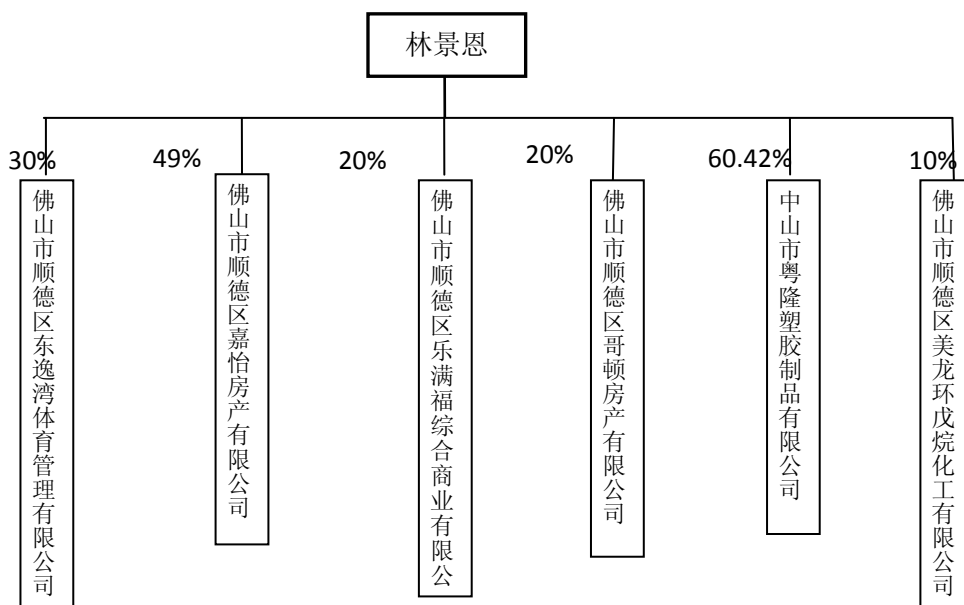 林景恩
30%
49%
20%
20%
60.42%
10%
佛山市顺德区东逸湾体育管理有限公司
佛山市顺德区嘉怡房产有限公司
佛山市顺德区乐满福综合商业有限公
佛山市顺德区哥顿房产有限公司
中山市粤隆塑胶制品有限公司
佛山市顺德区美龙环戊烷化工有限公司